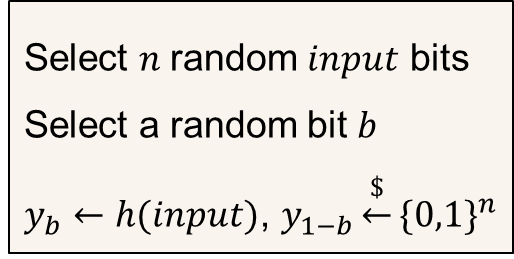 Select n random input bits
Select a random bit b
y_b ← h(input), y_{1−b} ←^$ {0,1}^n